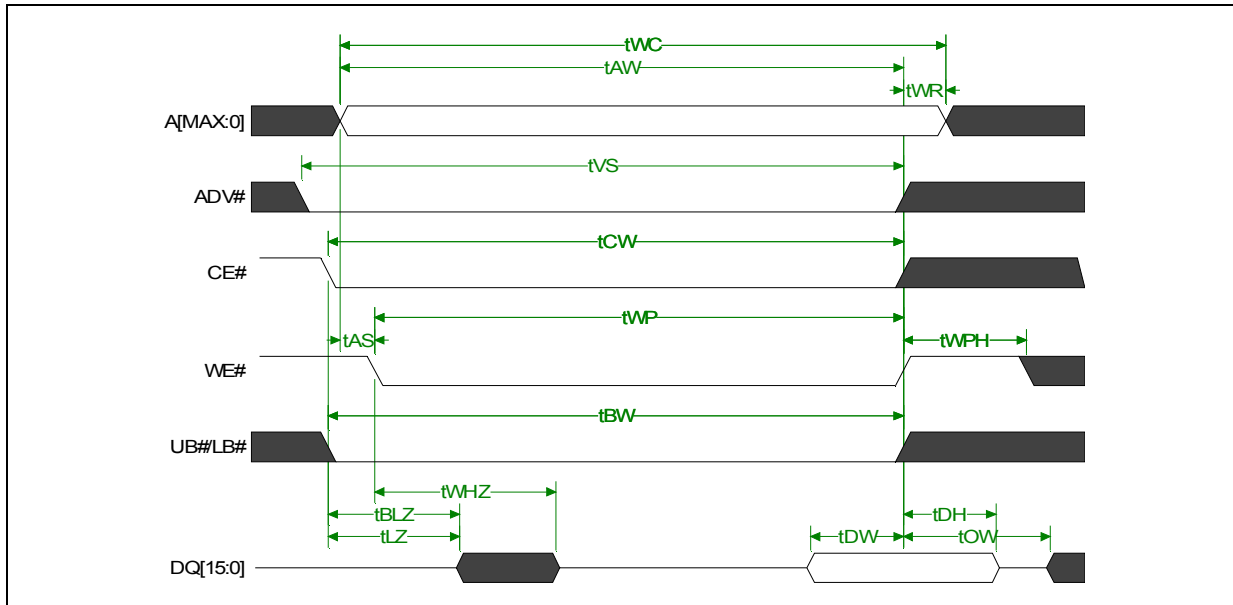 tWC
tAW
tWR
A[MAX:0]
tVS
ADV#
tCW
CE#
tWP
tAS
tWPH
WE#
tBW
UB#/LB#
tWHZ
tBLZ
tDH
tLZ
tDW
tOW
DQ[15:0]